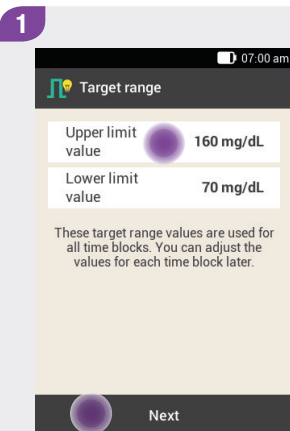 1
07:00 am
Target range
Upper limit
value
160 mg/dL
Lower limit
value
70 mg/dL
These target range values are used for
all time blocks. You can adjust the
values for each time block later.
Next